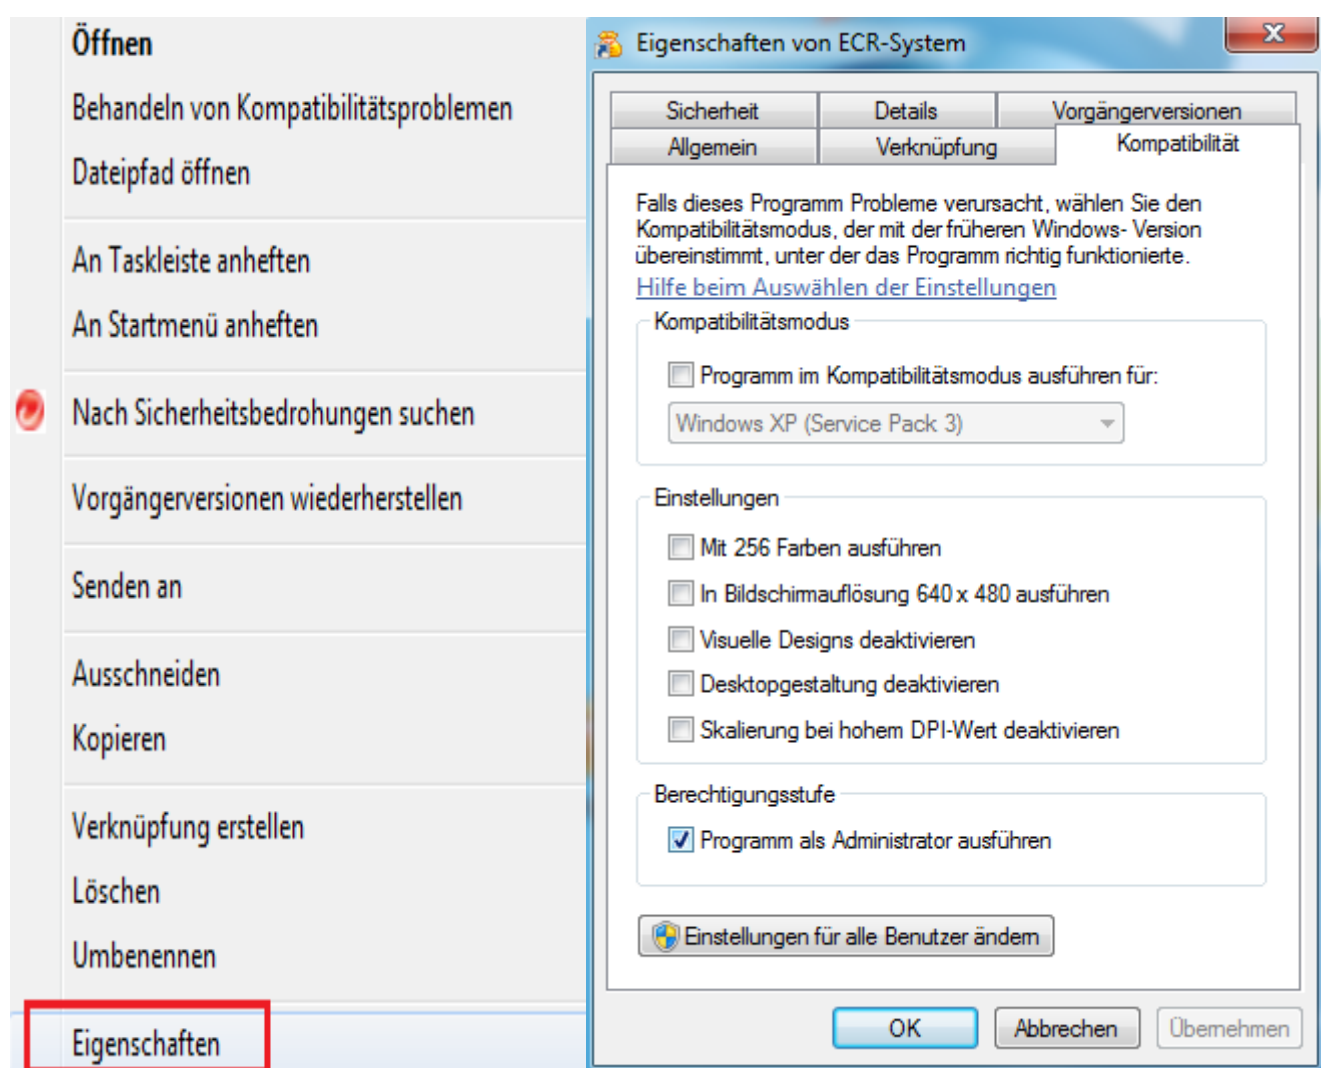 Öffnen
Behandeln von Kompatibilitätsproblemen
Dateipfad öffnen
An Taskleiste anheften
An Startmenü anheften
Nach Sicherheitsbedrohungen suchen
Vorgängerversionen wiederherstellen
Senden an
Ausschneiden
Kopieren
Verknüpfung erstellen
Löschen
Umbenennen
Eigenschaften
Eigenschaften von ECR-System
Sicherheit Details Vorgängerversionen
Allgemein Verknüpfung Kompatibilität
Falls dieses Programm Probleme verursacht, wählen Sie den
Kompatibilitätsmodus, der mit der früheren Windows- Version
übereinstimmt, unter der das Programm richtig funktionierte.
Hilfe beim Auswählen der Einstellungen
Kompatibilitätsmodus
Programm im Kompatibilitätsmodus ausführen für:
Windows XP (Service Pack 3)
Einstellungen
Mit 256 Farben ausführen
In Bildschirmauflösung 640 x 480 ausführen
Visuelle Designs deaktivieren
Desktopgestaltung deaktivieren
Skalierung bei hohem DPI-Wert deaktivieren
Berechtigungsstufe
Programm als Administrator ausführen
Einstellungen für alle Benutzer ändern
OK Abbrechen Übernehmen